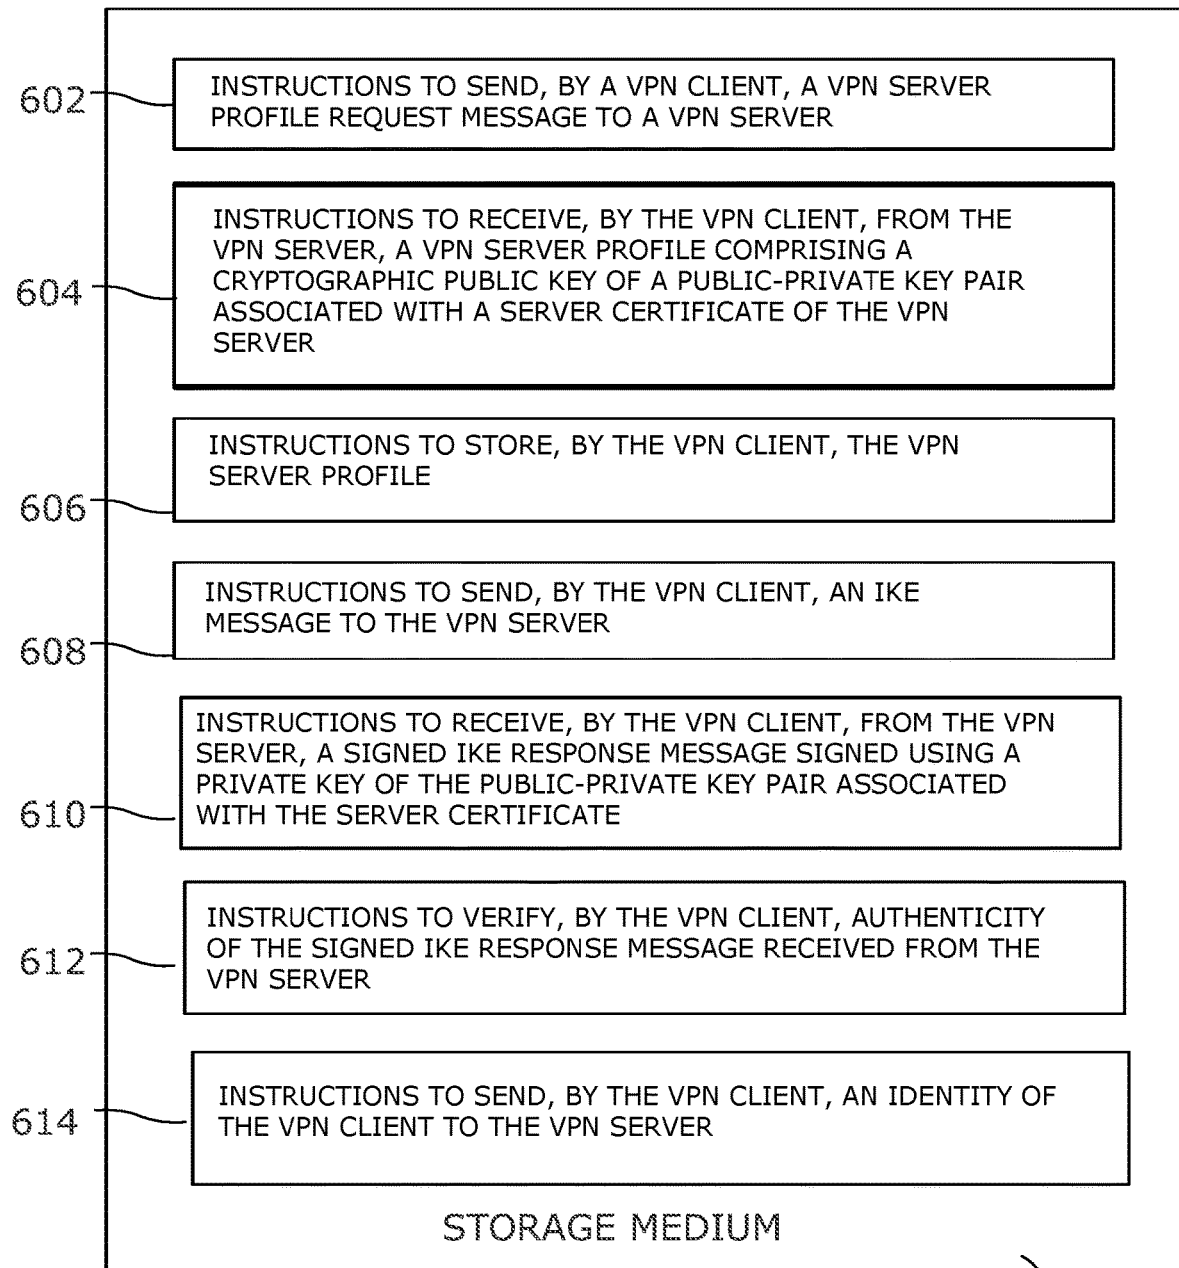 602
INSTRUCTIONS TO SEND, BY A VPN CLIENT, A VPN SERVER
PROFILE REQUEST MESSAGE TO A VPN SERVER
604
INSTRUCTIONS TO RECEIVE, BY THE VPN CLIENT, FROM THE
VPN SERVER, A VPN SERVER PROFILE COMPRISING A
CRYPTOGRAPHIC PUBLIC KEY OF A PUBLIC-PRIVATE KEY PAIR
ASSOCIATED WITH A SERVER CERTIFICATE OF THE VPN
SERVER
606
INSTRUCTIONS TO STORE, BY THE VPN CLIENT, THE VPN
SERVER PROFILE
608
INSTRUCTIONS TO SEND, BY THE VPN CLIENT, AN IKE
MESSAGE TO THE VPN SERVER
610
INSTRUCTIONS TO RECEIVE, BY THE VPN CLIENT, FROM THE VPN
SERVER, A SIGNED IKE RESPONSE MESSAGE SIGNED USING A
PRIVATE KEY OF THE PUBLIC-PRIVATE KEY PAIR ASSOCIATED
WITH THE SERVER CERTIFICATE
612
INSTRUCTIONS TO VERIFY, BY THE VPN CLIENT, AUTHENTICITY
OF THE SIGNED IKE RESPONSE MESSAGE RECEIVED FROM THE
VPN SERVER
614
INSTRUCTIONS TO SEND, BY THE VPN CLIENT, AN IDENTITY OF
THE VPN CLIENT TO THE VPN SERVER
STORAGE MEDIUM